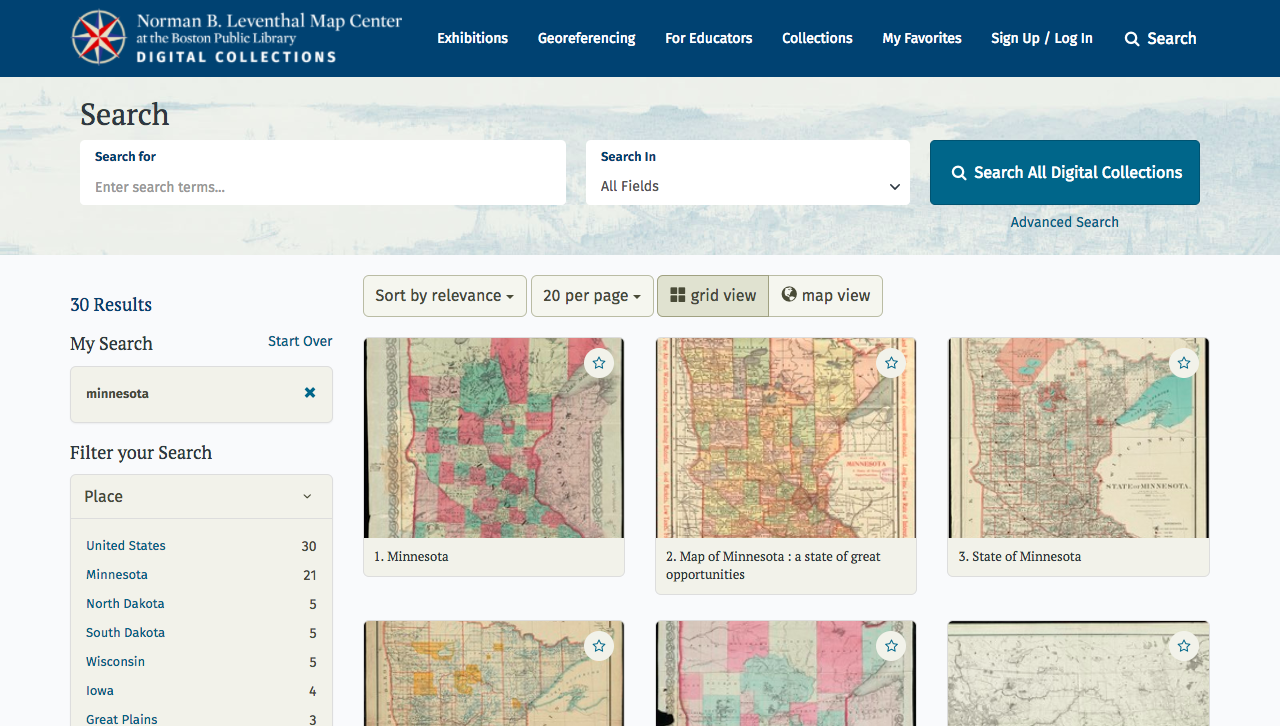 Norman B. Leventhal Map Center
at the Boston Public Library
DIGITAL COLLECTIONS
Exhibitions
Georeferencing
For Educators
Collections
My Favorites
Sign Up / Log In
Search
Search
Search for
Enter search terms...
Search In
All Fields
Search All Digital Collections
Advanced Search
30 Results
My Search
Start Over
minnesota
Filter your Search
Place
United States 30
Minnesota 21
North Dakota 5
South Dakota 5
Wisconsin 5
Iowa 4
Great Plains 3
Sort by relevance
20 per page
grid view
map view
MINNESOTA
WISCONSIN
STATE OF MINNESOTA.
1. Minnesota
2. Map of Minnesota : a state of great
opportunities
3. State of Minnesota